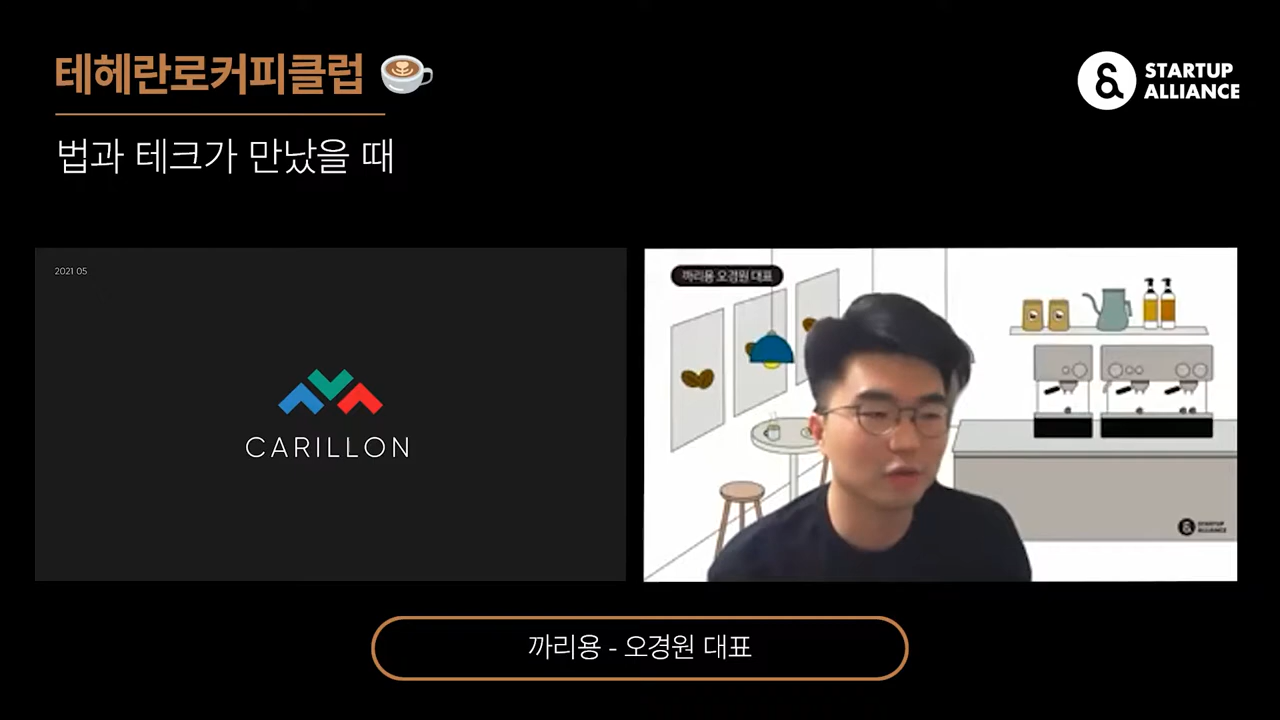 테헤란로커피클럽
STARTUP
ALLIANCE
법과 테크가 만났을 때
2021 05
CARILLON
까리용 오경원 대표
STARTUP
ALLIANCE
까리용 - 오경원 대표